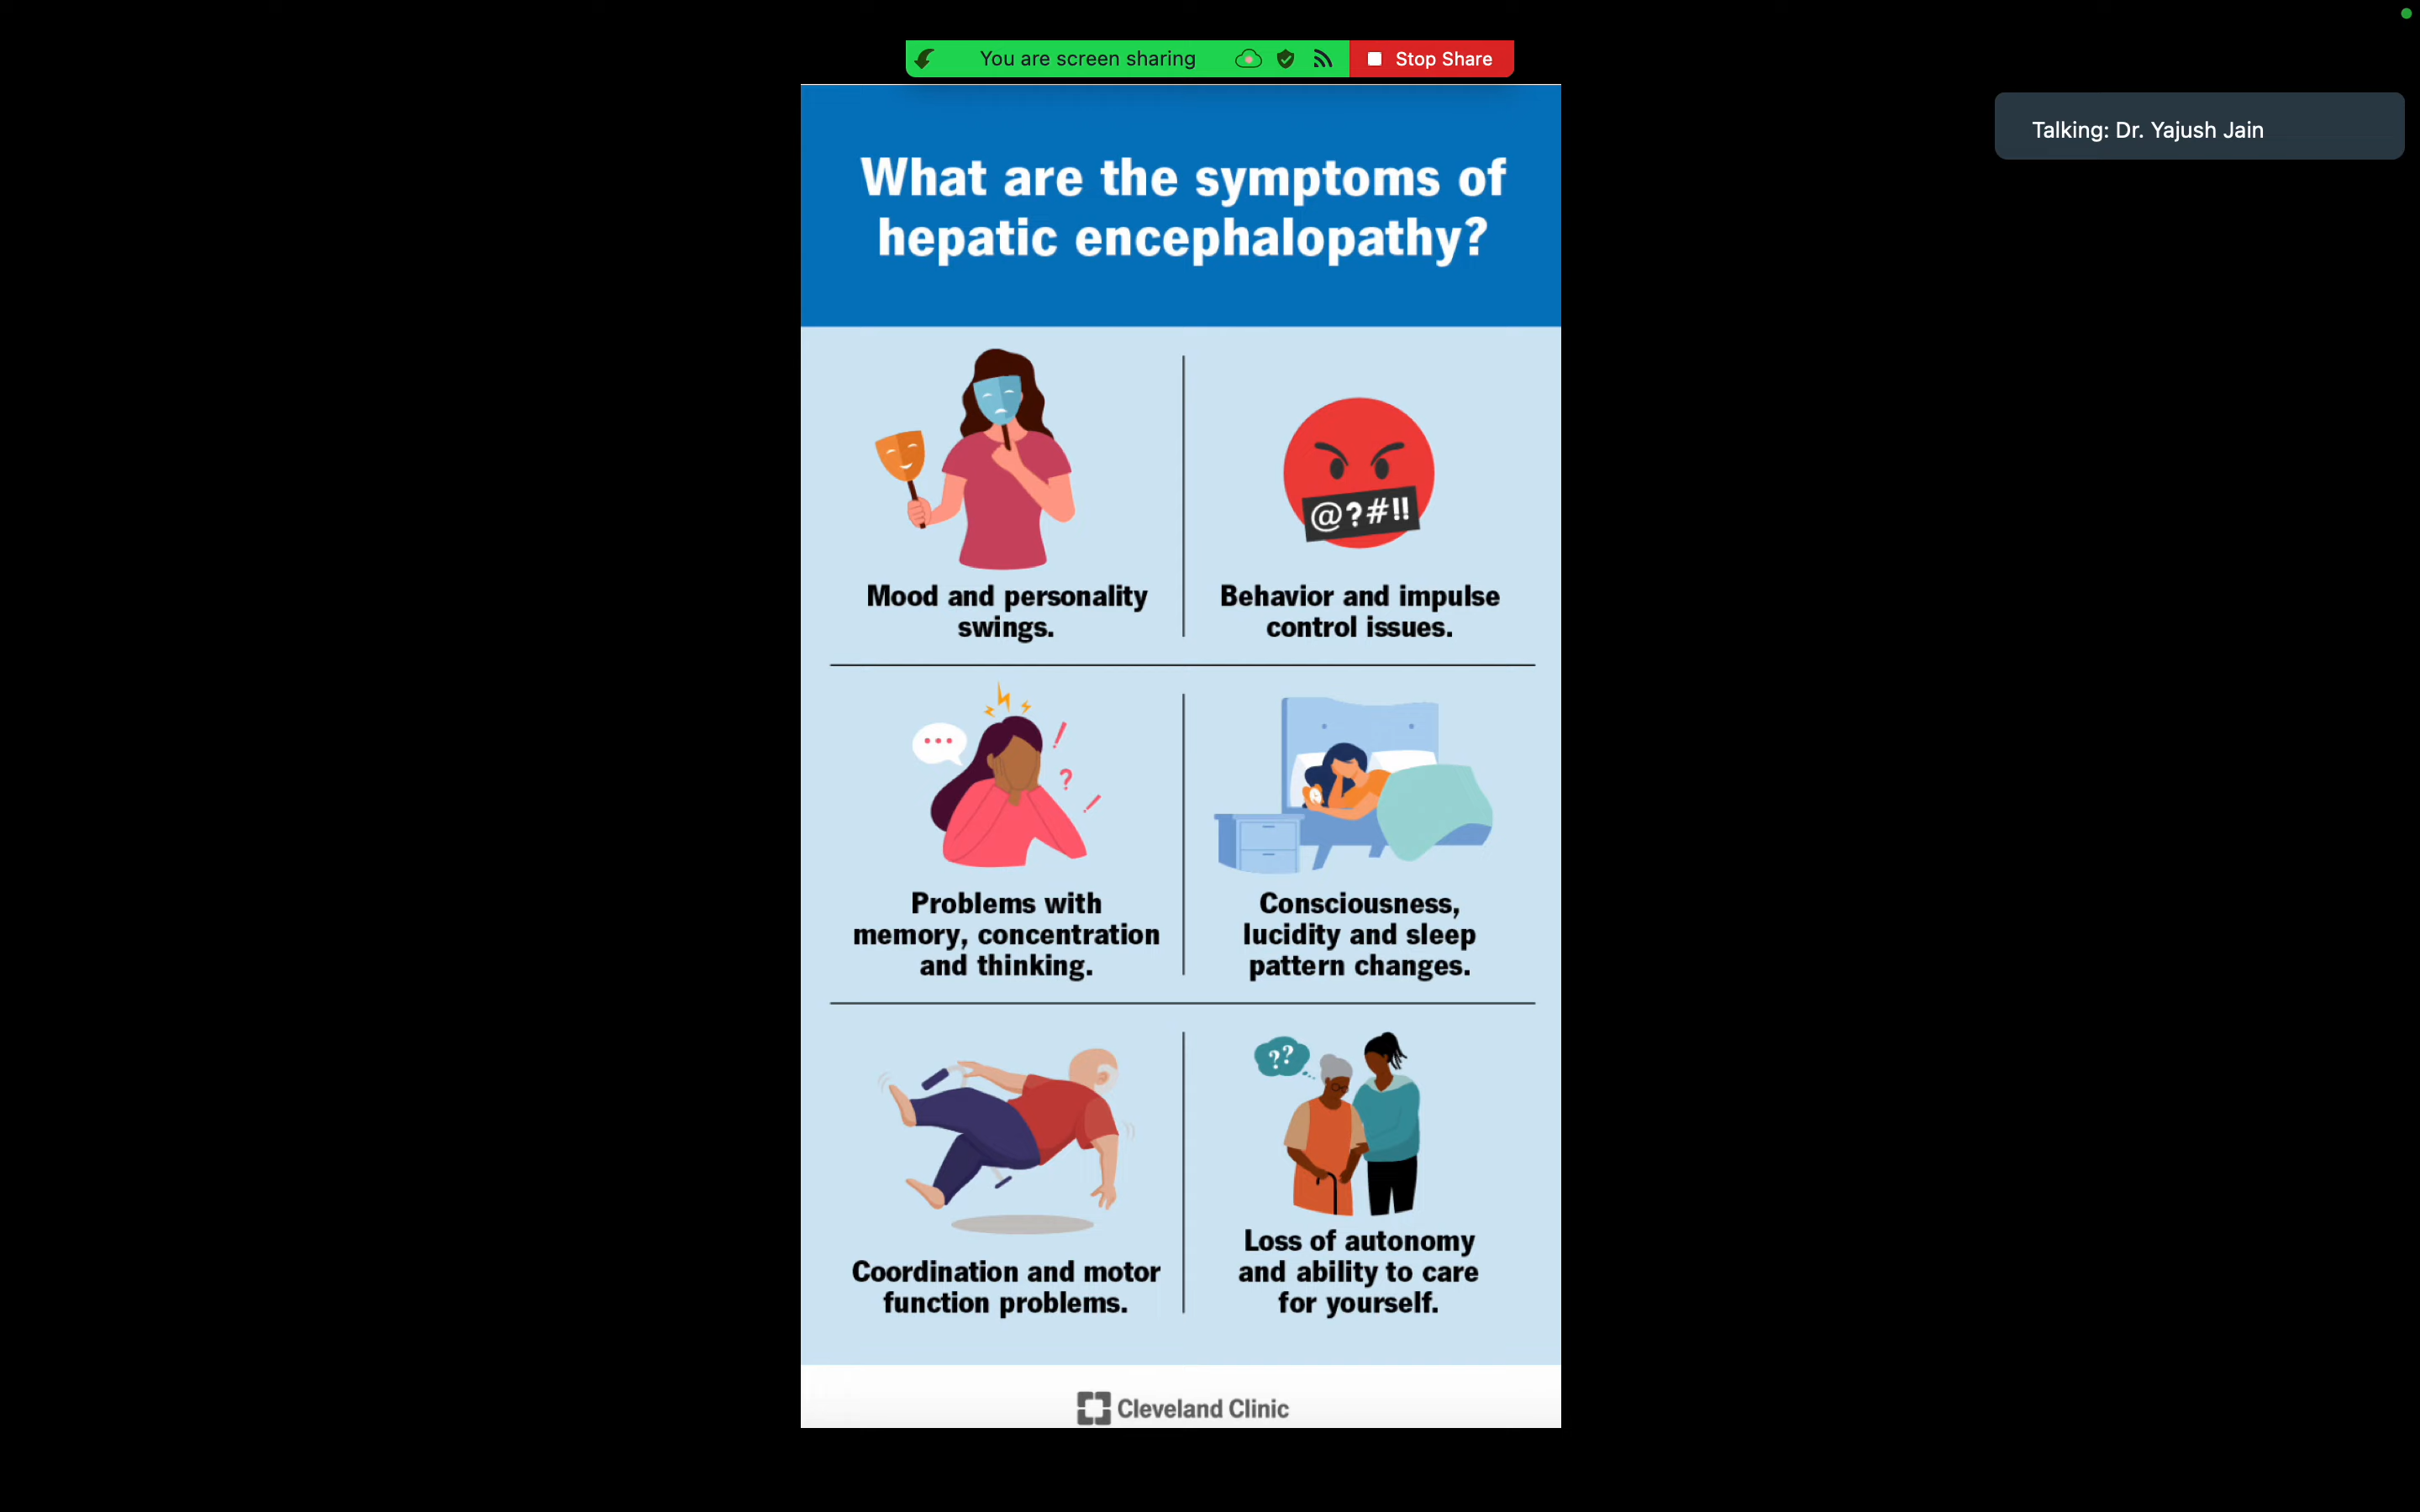 You are screen sharing
Stop Share
Talking: Dr. Yajush Jain
What are the symptoms of
hepatic encephalopathy?
@?#!!
Mood and personality
swings.
Behavior and impulse
control issues.
...
!
?
!
Problems with
memory, concentration
and thinking.
Consciousness,
lucidity and sleep
pattern changes.
??
Coordination and motor
function problems.
Loss of autonomy
and ability to care
for yourself.
Cleveland Clinic